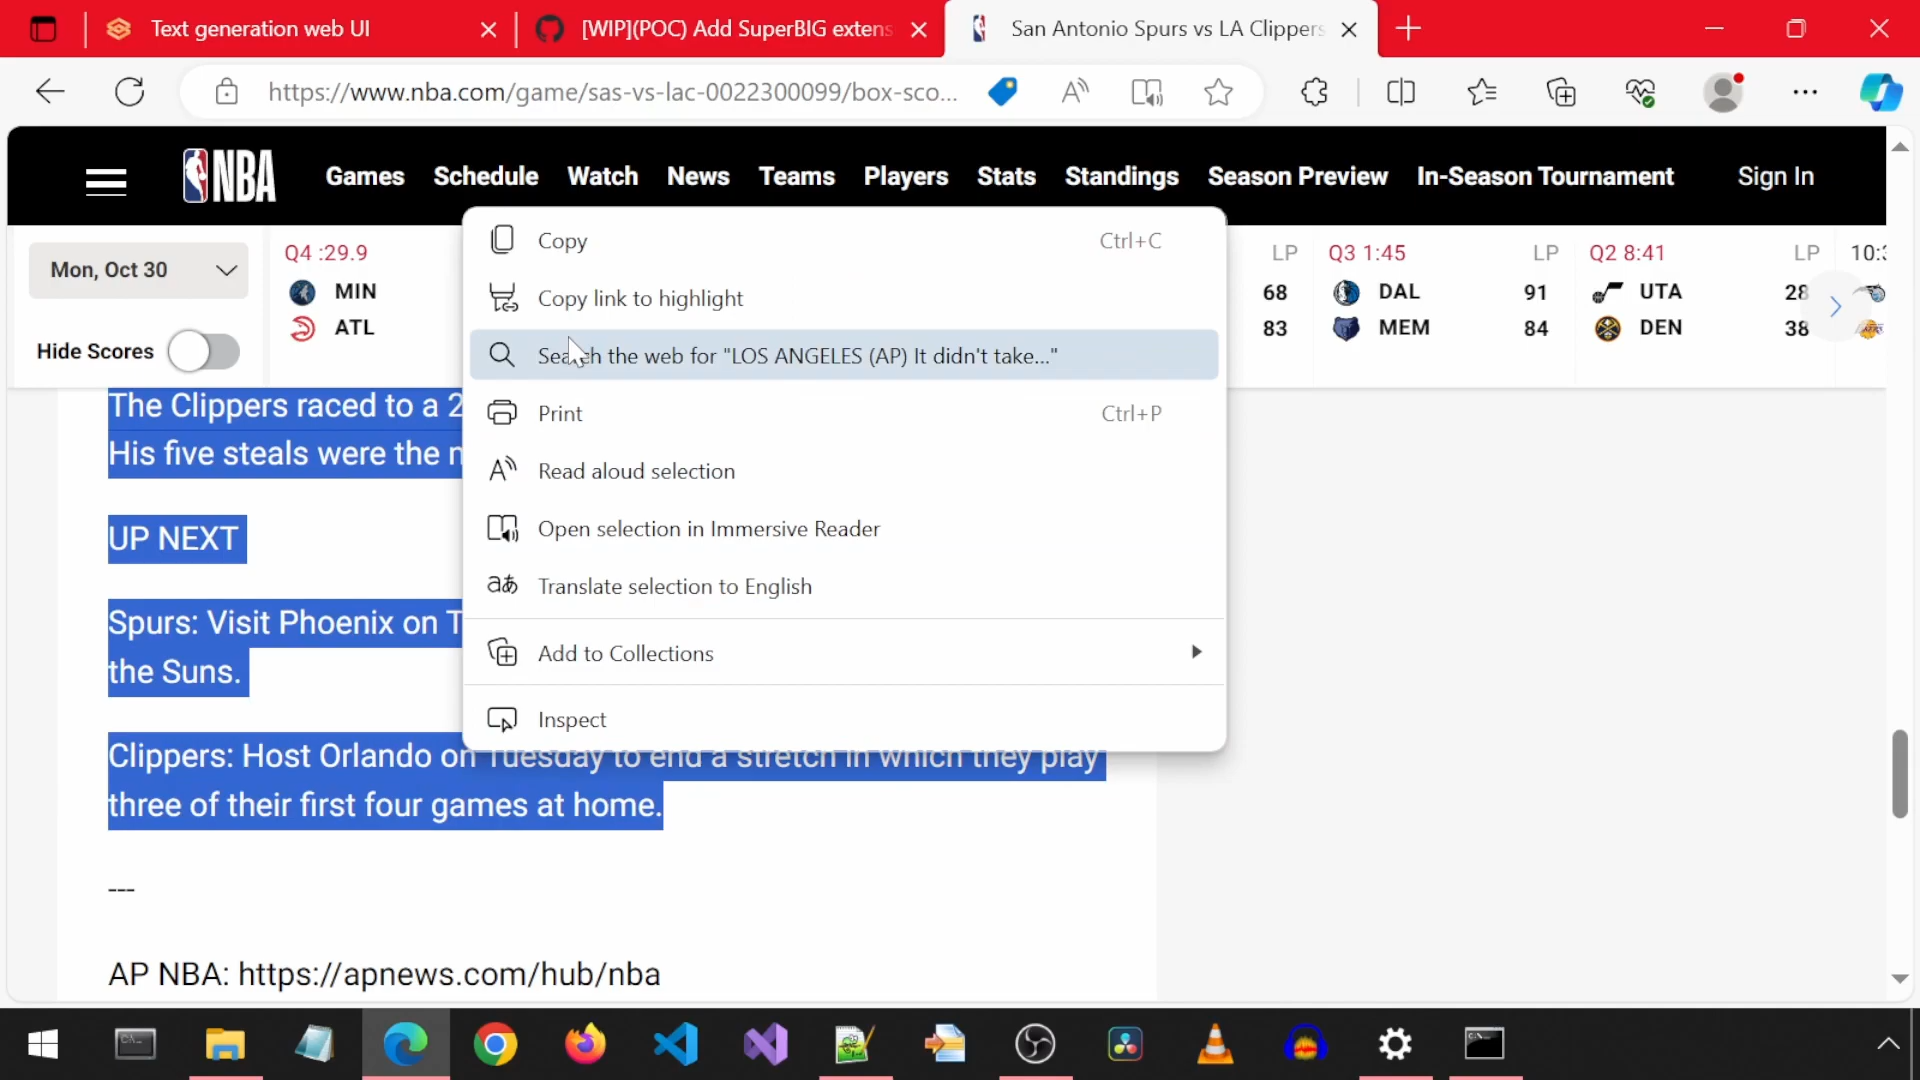 Text generation web UI
[WIP](POC) Add SuperBIG extens
San Antonio Spurs vs LA Clippers
https://www.nba.com/game/sas-vs-lac-0022300099/box-sco...
NBA
Games Schedule Watch News Teams Players Stats Standings Season Preview In-Season Tournament Sign In
Mon, Oct 30
Hide Scores
Q4 :29.9
MIN
ATL
LP
68
83
Q3 1:45 LP
DAL 91
MEM 84
Q2 8:41 LP
UTA 28
DEN 38
Copy Ctrl+C
Copy link to highlight
Search the web for "LOS ANGELES (AP) It didn't take..."
Print Ctrl+P
Read aloud selection
Open selection in Immersive Reader
Translate selection to English
Add to Collections
Inspect
The Clippers raced to a
His five steals were the
UP NEXT
Spurs: Visit Phoenix on
the Suns.
Clippers: Host Orlando on Tuesday to end a stretch in which they play
three of their first four games at home.
---
AP NBA: https://apnews.com/hub/nba